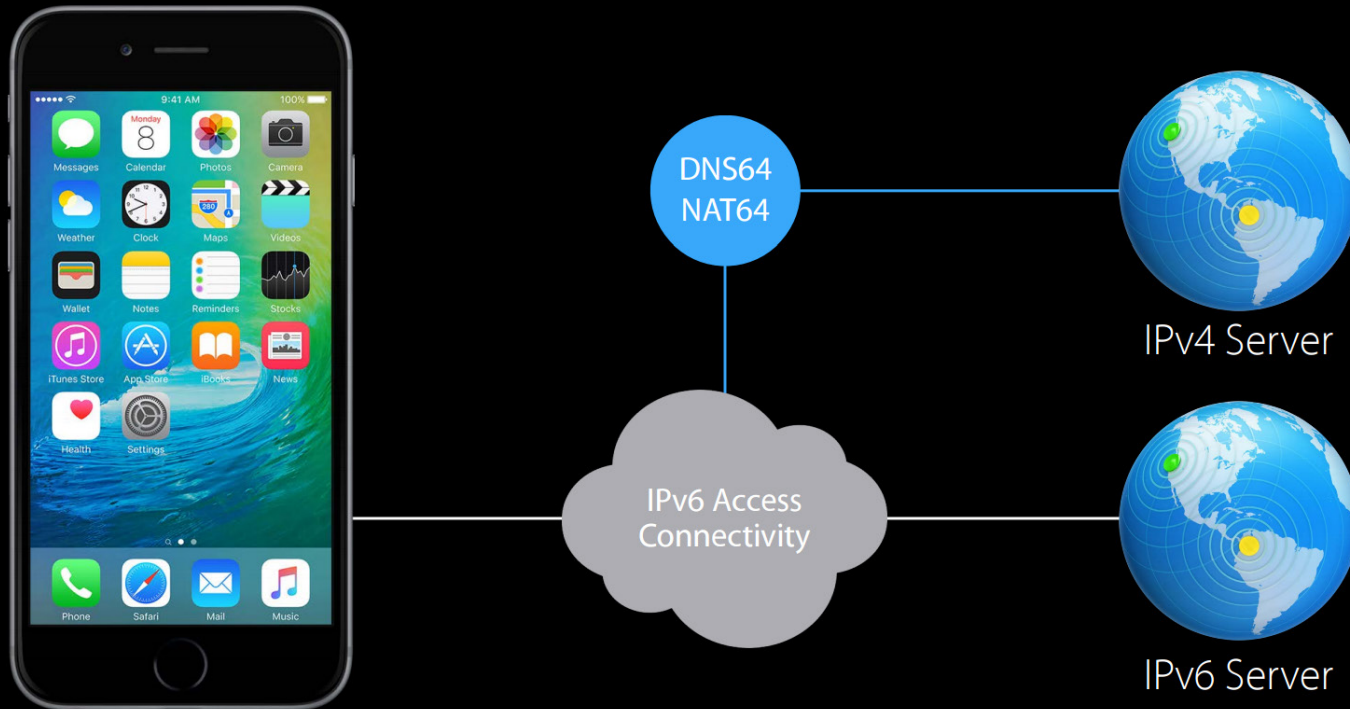 9:41 AM
100%
Monday
8
Messages
Calendar
Photos
Camera
280
Weather
Clock
Maps
Videos
Wallet
Notes
Reminders
Stocks
iTunes Store
App Store
iBooks
News
Health
Settings
Phone
Safari
Mail
Music
DNS64
NAT64
IPv6 Access
Connectivity
IPv4 Server
IPv6 Server